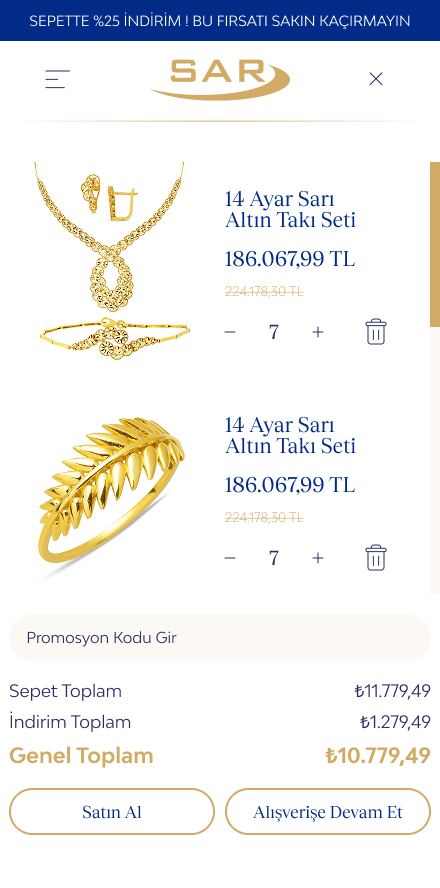 SEPETTE %25 İNDİRİM ! BU FIRSATI SAKIN KAÇIRMAYIN
SAR
14 Ayar Sarı
Altın Takı Seti
186.067,99 TL
224.178,30 TL
7
14 Ayar Sarı
Altın Takı Seti
186.067,99 TL
224.178,30 TL
7
Promosyon Kodu Gir
Sepet Toplam ₺11.779,49
İndirim Toplam ₺1.279,49
Genel Toplam ₺10.779,49
Satın Al Alışverişe Devam Et